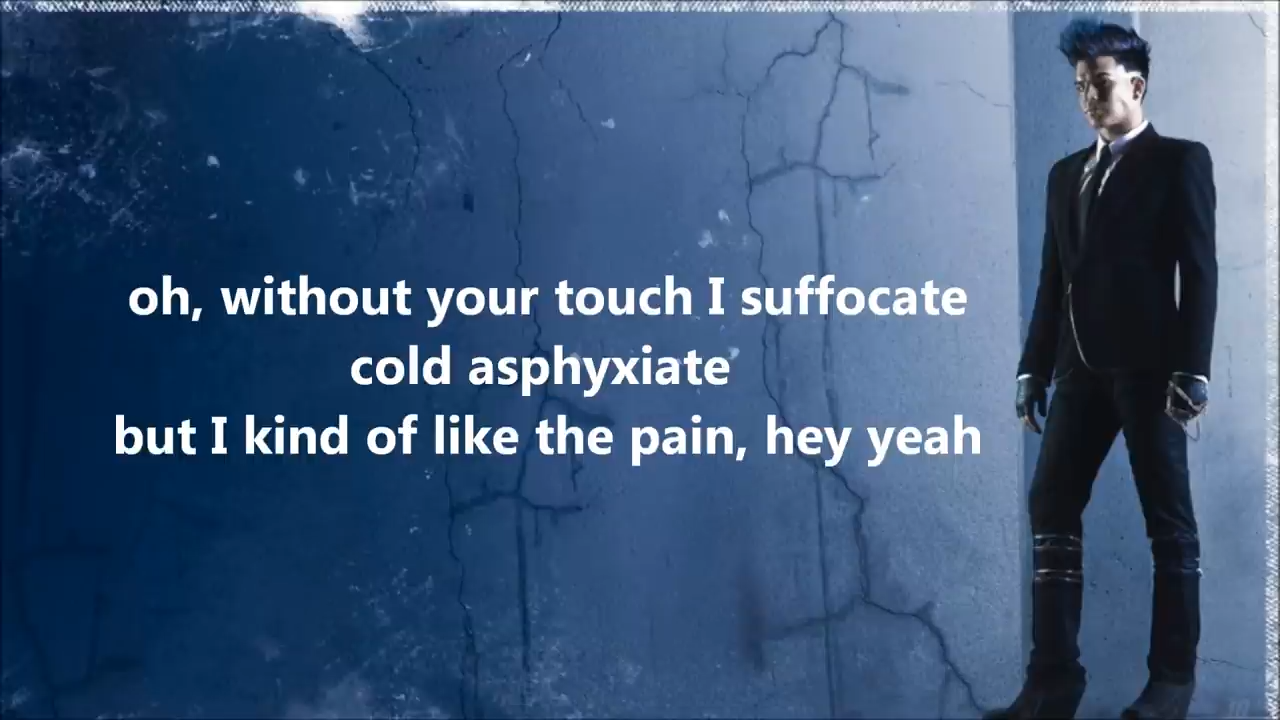 oh, without your touch I suffocate
cold asphyxiate
but I kind of like the pain, hey yeah